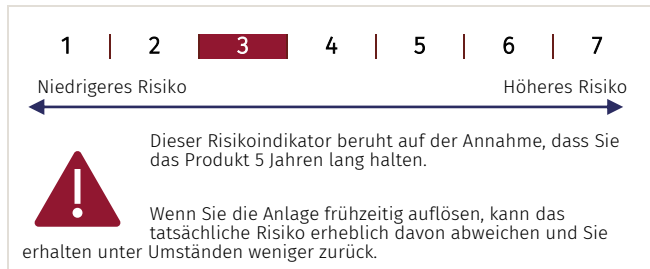 1 | 2 | 3 | 4 | 5 | 6 | 7
Niedrigeres Risiko Höheres Risiko
Dieser Risikoindikator beruht auf der Annahme, dass Sie
das Produkt 5 Jahren lang halten.
Wenn Sie die Anlage frühzeitig auflösen, kann das
tatsächliche Risiko erheblich davon abweichen und Sie
erhalten unter Umständen weniger zurück.